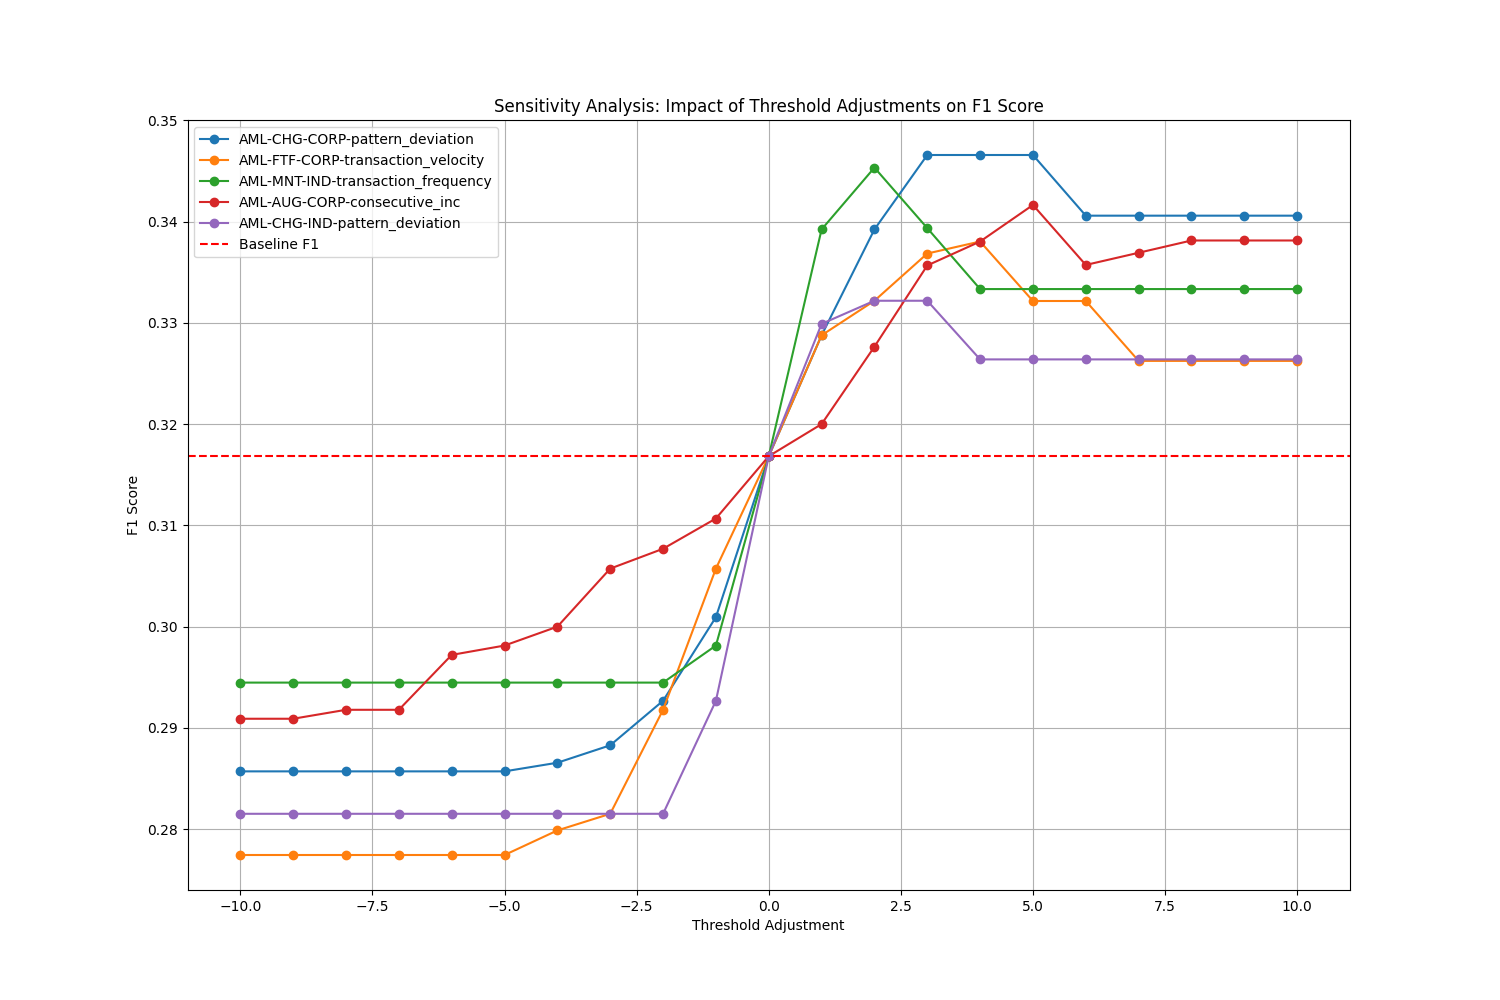 Sensitivity Analysis: Impact of Threshold Adjustments on F1 Score
0.35
0.34
0.33
0.32
0.31
0.30
0.29
0.28
F1 Score
AML-CHG-CORP-pattern_deviation
AML-FTF-CORP-transaction_velocity
AML-MNT-IND-transaction_frequency
AML-AUG-CORP-consecutive_inc
AML-CHG-IND-pattern_deviation
Baseline F1
−10.0 −7.5 −5.0 −2.5 0.0 2.5 5.0 7.5 10.0
Threshold Adjustment